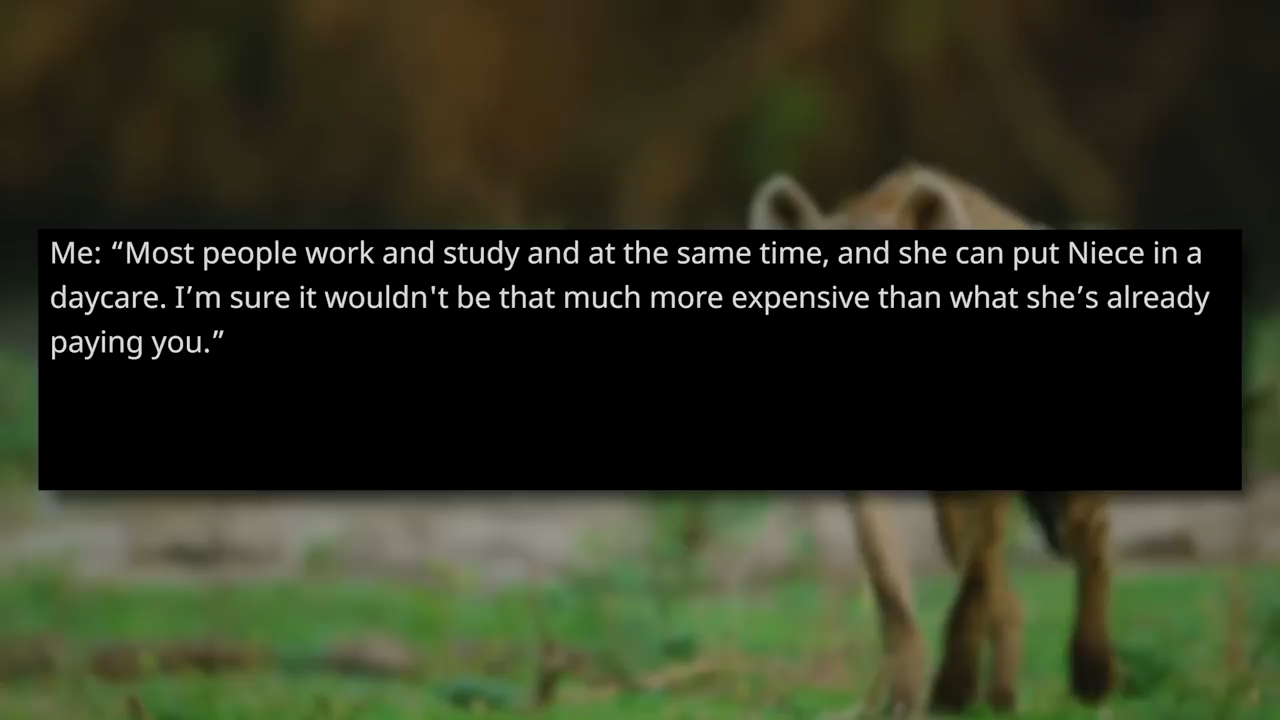 Me: “Most people work and study and at the same time, and she can put Niece in a
daycare. I’m sure it wouldn't be that much more expensive than what she’s already
paying you.”